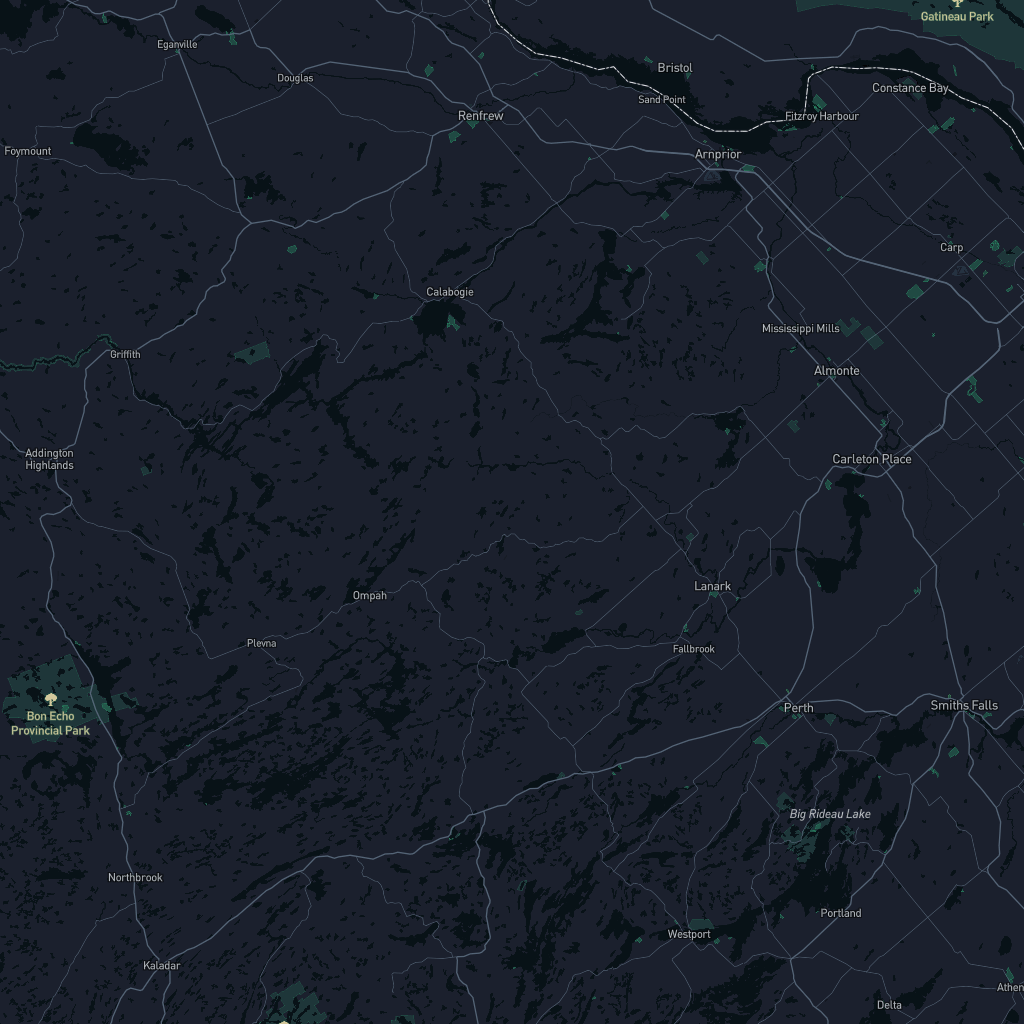 Gatineau Park
Eganville
Douglas
Bristol
Constance Bay
Sand Point
Renfrew
Fitzroy Harbour
Foymount
Arnprior
Carp
Calabogie
Mississippi Mills
Griffith
Almonte
Addington
Highlands
Carleton Place
Lanark
Ompah
Plevna
Fallbrook
Bon Echo
Provincial Park
Perth
Smiths Falls
Big Rideau Lake
Northbrook
Portland
Westport
Kaladar
Athen
Delta